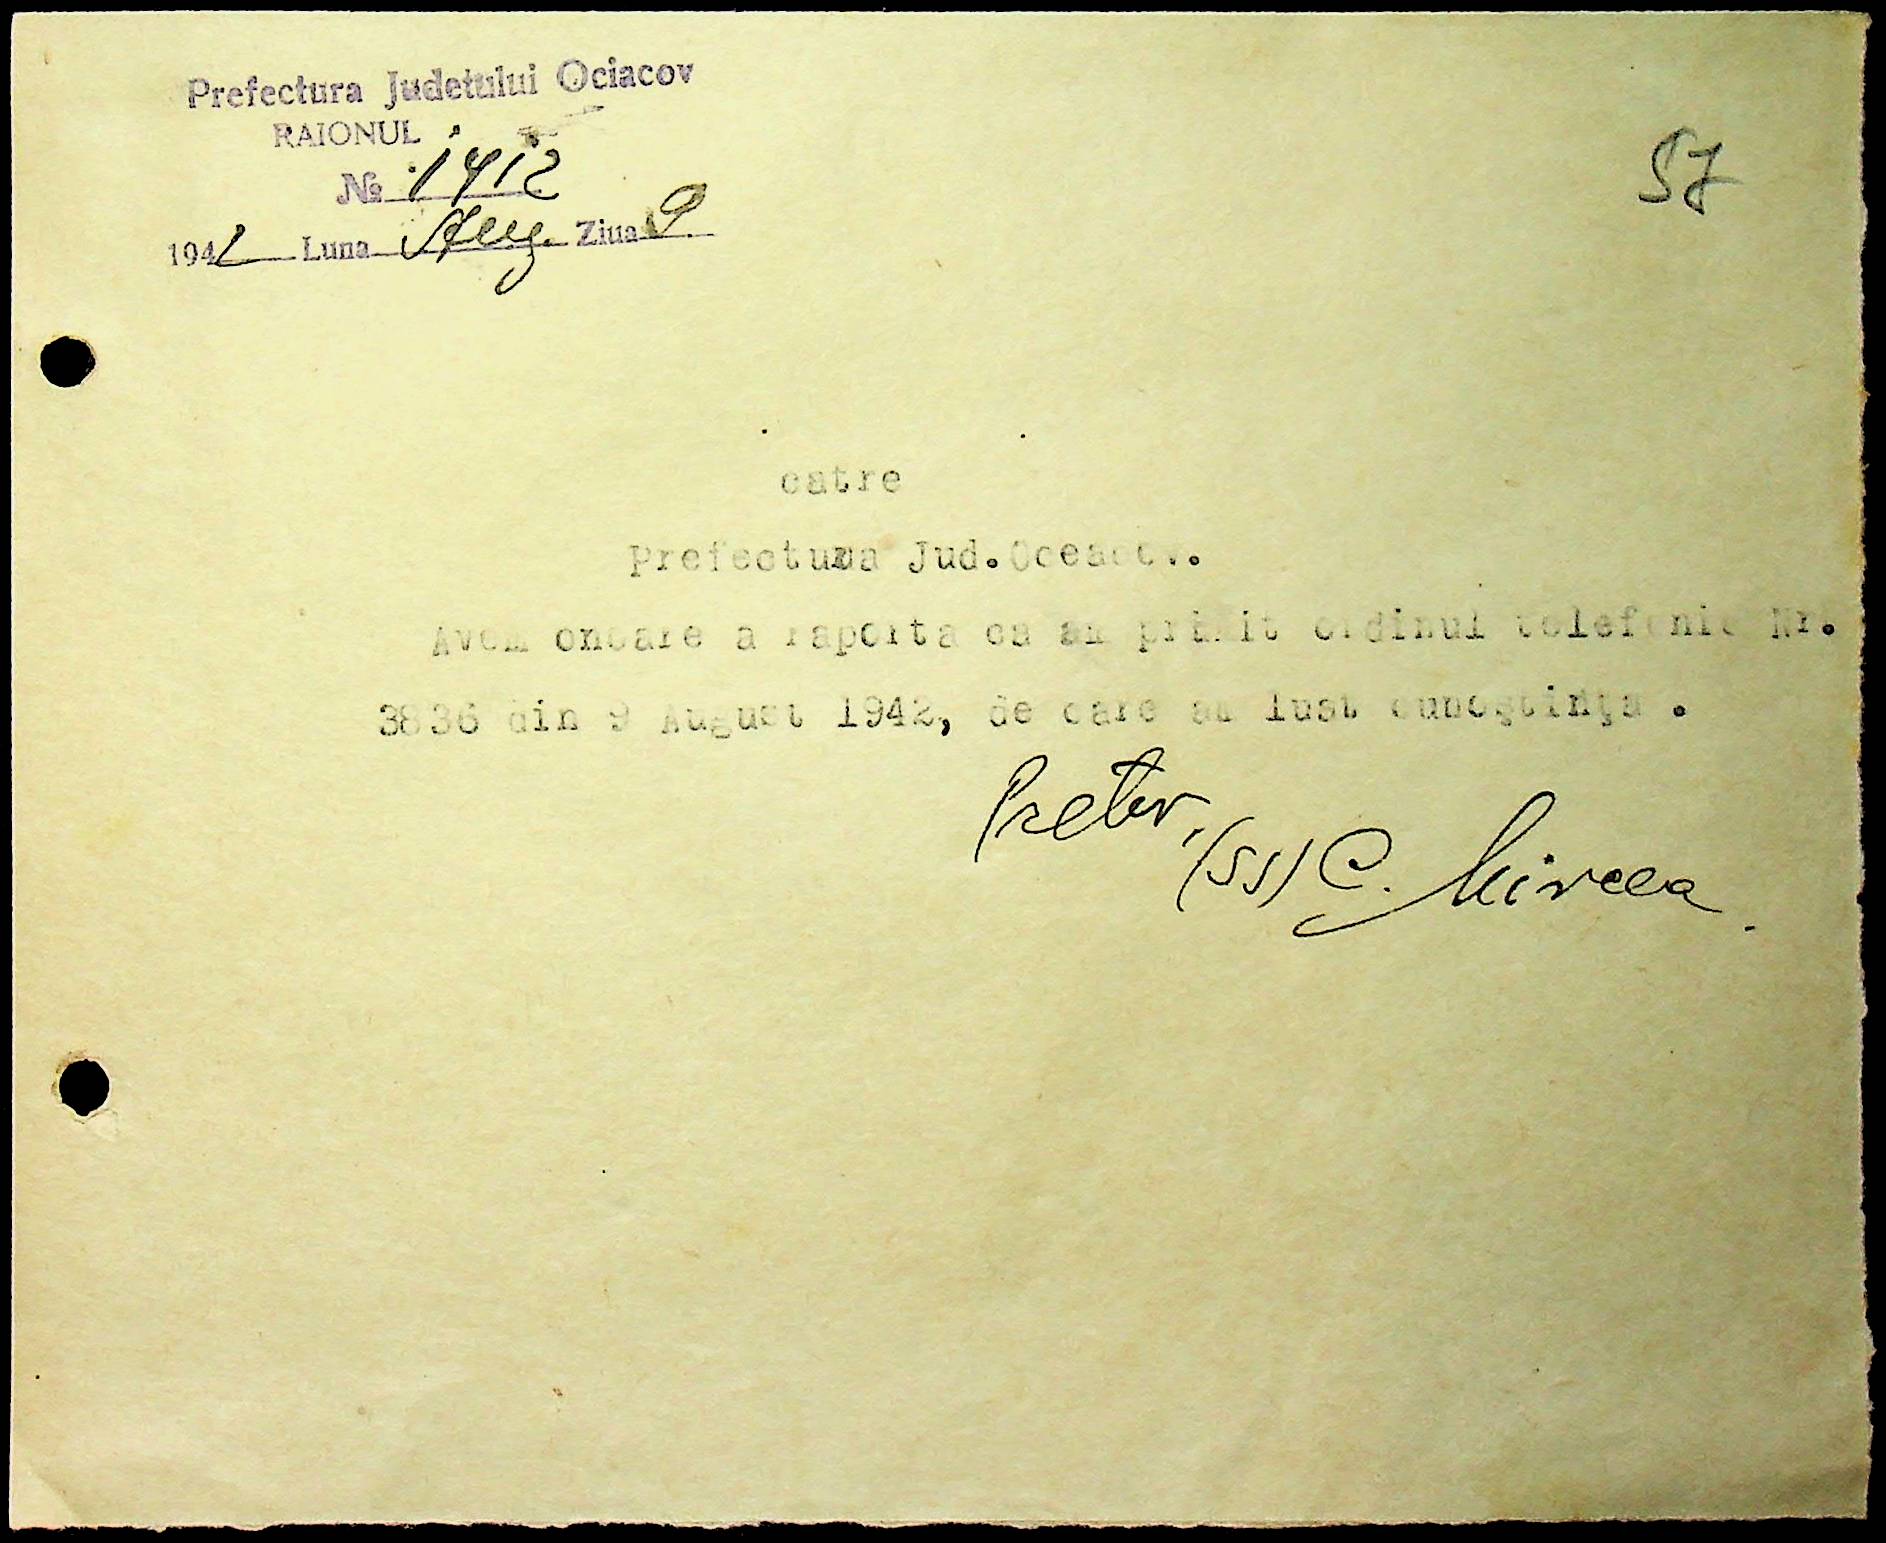 Prefectura Judetului Ociacov
RAIONUL
57
№ 1412
1942 Luna Aug. Ziua 9
catre
Prefectura Jud.Oceacov.
Avem onoare a raporta ca am primit ordinul telefonic Nr.
3836 din 9 August 1942, de care am luat cunoştinţa .
Pretor,
(ss) C. Mircea.